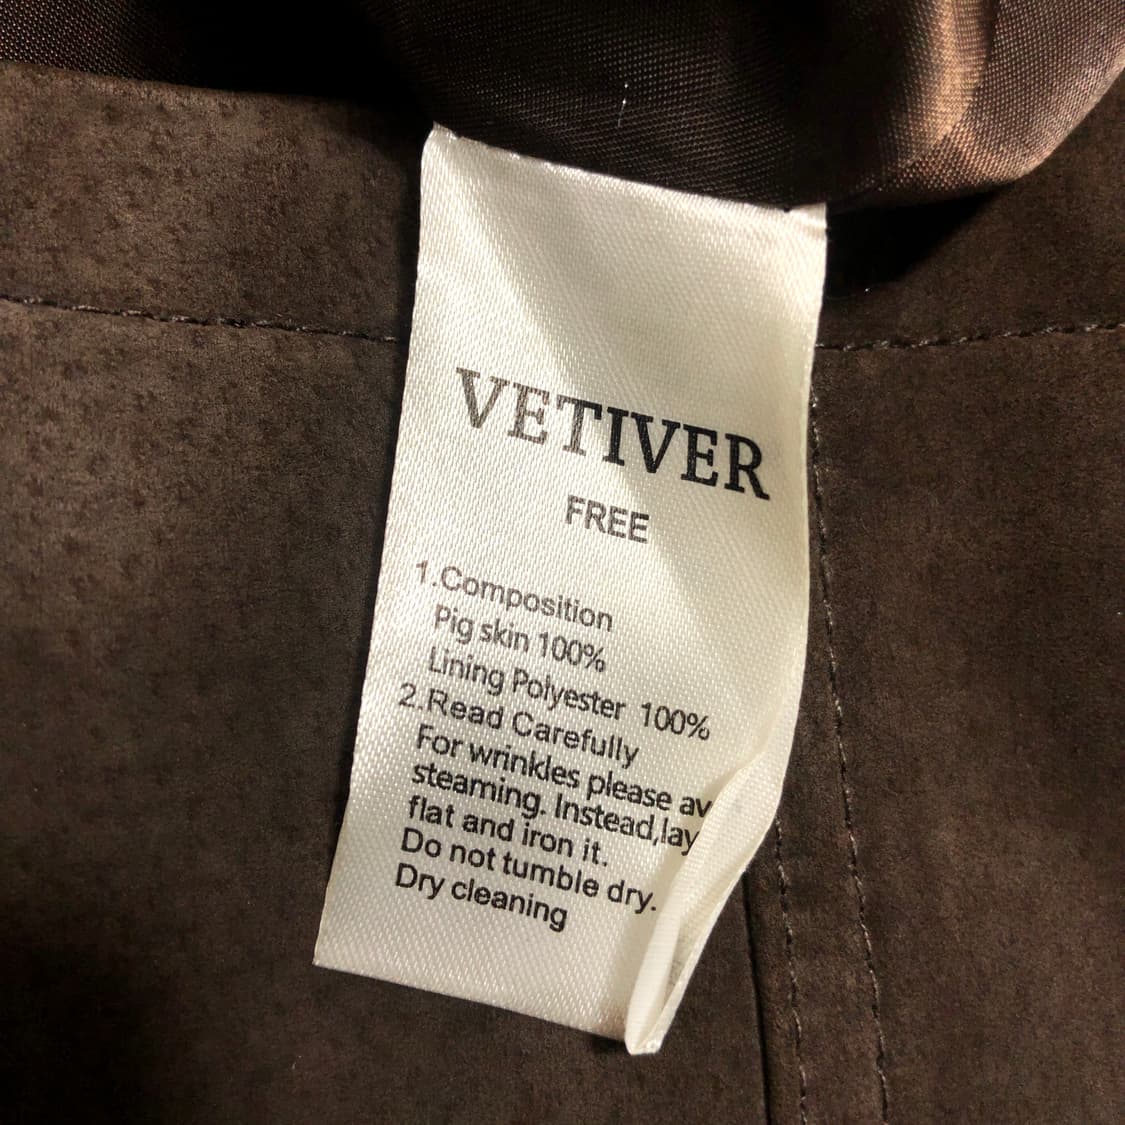 VETIVER
FREE
1.Composition
Pig skin 100%
Lining Polyester 100%
2.Read Carefully
For wrinkles please av
steaming. Instead,lay
flat and iron it.
Do not tumble dry.
Dry cleaning